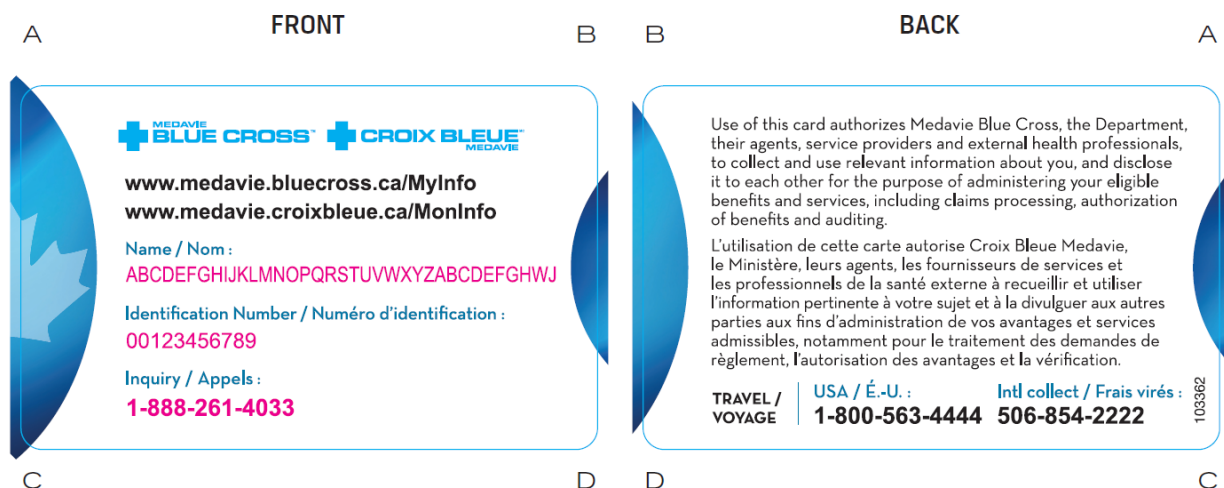 A FRONT B
MEDAVIE BLUE CROSS™ CROIX BLEUE MEDAVIE
www.medavie.bluecross.ca/MyInfo
www.medavie.croixbleue.ca/MonInfo
Name / Nom :
ABCDEFGHIJKLMNOPQRSTUVWXYZABCDEFGHWJ
Identification Number / Numéro d'identification :
00123456789
Inquiry / Appels :
1-888-261-4033
C D
B BACK A
Use of this card authorizes Medavie Blue Cross, the Department,
their agents, service providers and external health professionals,
to collect and use relevant information about you, and disclose
it to each other for the purpose of administering your eligible
benefits and services, including claims processing, authorization
of benefits and auditing.
L'utilisation de cette carte autorise Croix Bleue Medavie,
le Ministère, leurs agents, les fournisseurs de services et
les professionnels de la santé externe à recueillir et utiliser
l'information pertinente à votre sujet et à la divulguer aux autres
parties aux fins d'administration de vos avantages et services
admissibles, notamment pour le traitement des demandes de
règlement, l'autorisation des avantages et la vérification.
TRAVEL /
VOYAGE
USA / É.-U. :
1-800-563-4444
Intl collect / Frais virés :
506-854-2222
103362
D C